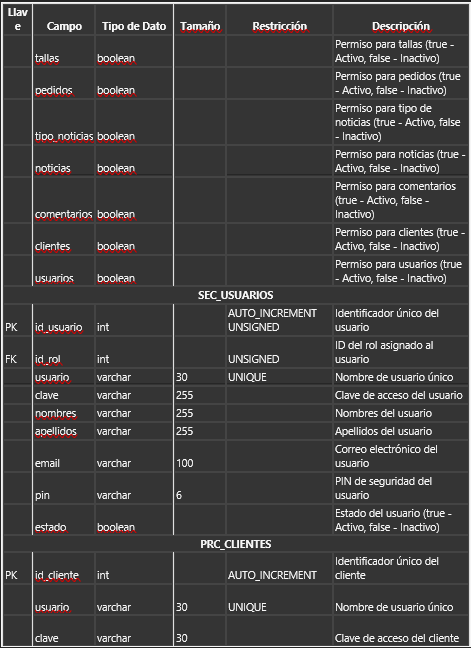 Llave Campo Tipo de Dato Tamaño Restricción Descripción
tallas boolean Permiso para tallas (true -
Activo, false - Inactivo)
pedidos boolean Permiso para pedidos (true
- Activo, false - Inactivo)
tipo_noticias boolean Permiso para tipo de
noticias (true - Activo, false
- Inactivo)
noticias boolean Permiso para noticias (true -
Activo, false - Inactivo)
comentarios boolean Permiso para comentarios
(true - Activo, false -
Inactivo)
clientes boolean Permiso para clientes (true -
Activo, false - Inactivo)
usuarios boolean Permiso para usuarios (true
- Activo, false - Inactivo)
SEC_USUARIOS
PK id_usuario int AUTO_INCREMENT
UNSIGNED Identificador único del
usuario
FK id_rol int UNSIGNED ID del rol asignado al
usuario
usuario varchar 30 UNIQUE Nombre de usuario único
clave varchar 255 Clave de acceso del usuario
nombres varchar 255 Nombres del usuario
apellidos varchar 255 Apellidos del usuario
email varchar 100 Correo electrónico del
usuario
pin varchar 6 PIN de seguridad del
usuario
estado boolean Estado del usuario (true -
Activo, false - Inactivo)
PRC_CLIENTES
PK id_cliente int AUTO_INCREMENT Identificador único del
cliente
usuario varchar 30 UNIQUE Nombre de usuario único
clave varchar 30 Clave de acceso del cliente